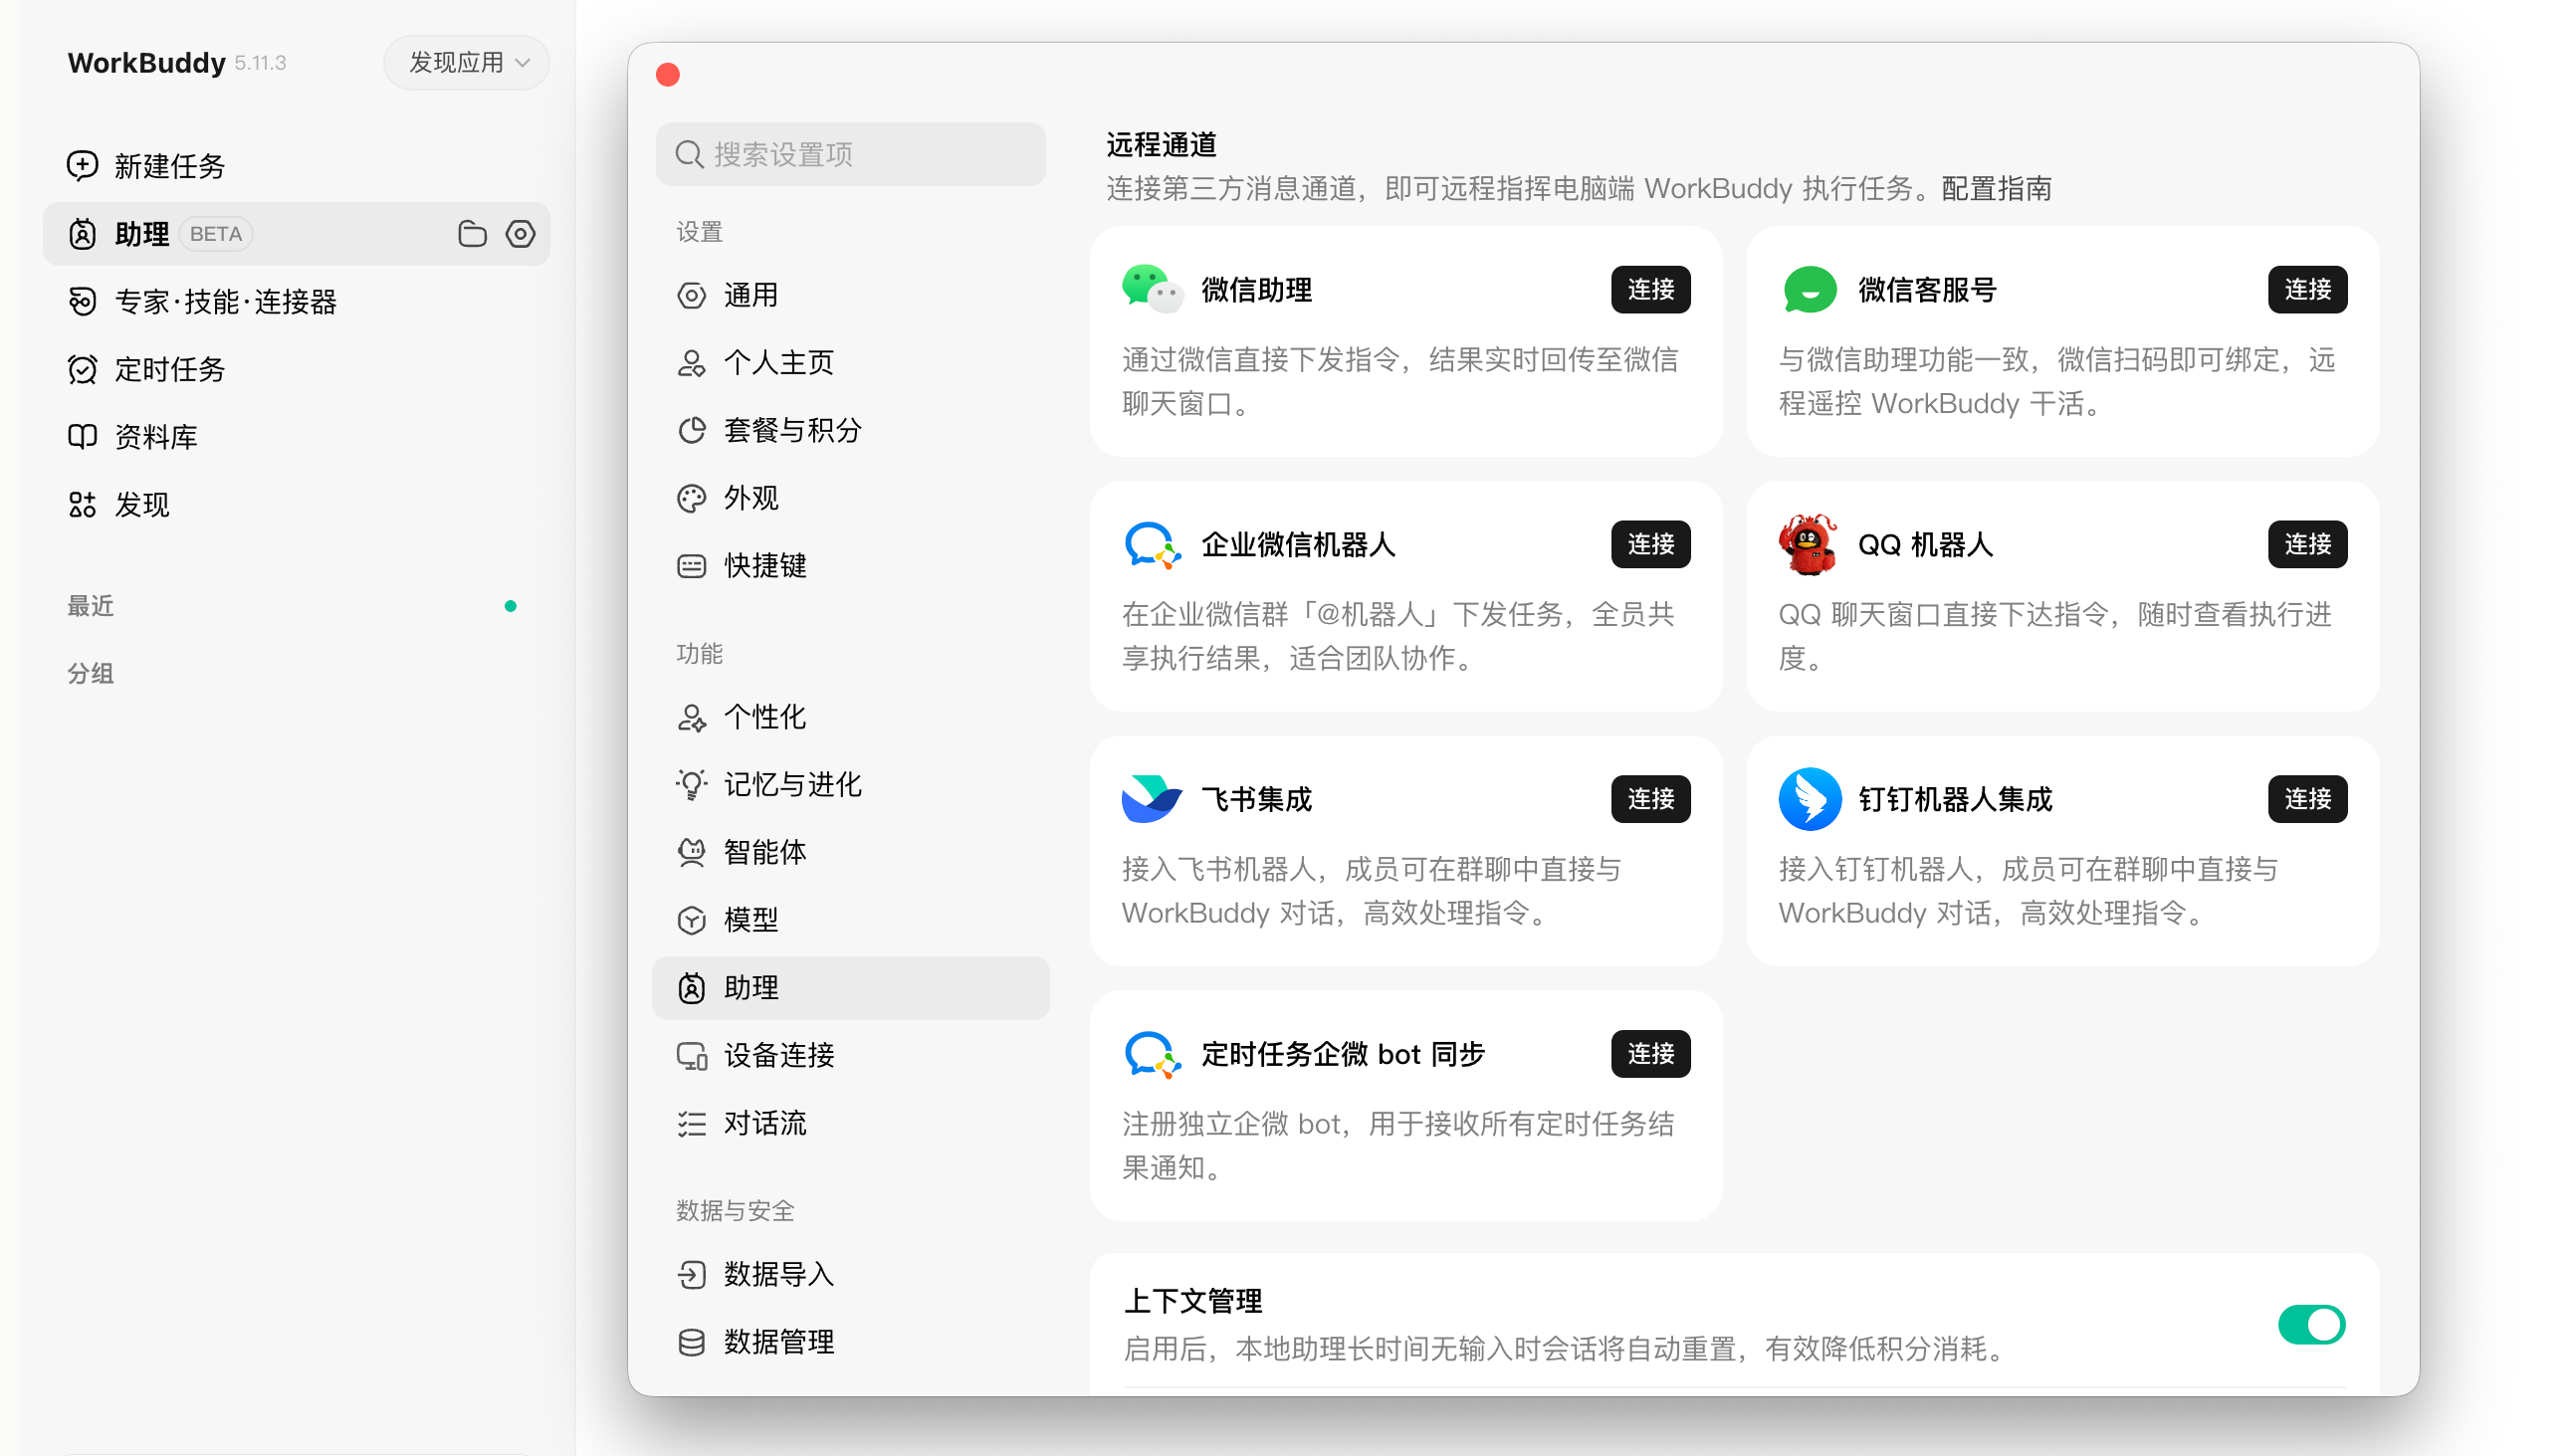 WorkBuddy 5.11.3
发现应用
新建任务
助理 BETA
专家·技能·连接器
定时任务
资料库
发现
最近
分组
搜索设置项
设置
通用
个人主页
套餐与积分
外观
快捷键
功能
个性化
记忆与进化
智能体
模型
助理
设备连接
对话流
数据与安全
数据导入
数据管理
远程通道
连接第三方消息通道，即可远程指挥电脑端 WorkBuddy 执行任务。配置指南
微信助理
连接
通过微信直接下发指令，结果实时回传至微信
聊天窗口。
微信客服号
连接
与微信助理功能一致，微信扫码即可绑定，远
程遥控 WorkBuddy 干活。
企业微信机器人
连接
在企业微信群「@机器人」下发任务，全员共
享执行结果，适合团队协作。
QQ 机器人
连接
QQ 聊天窗口直接下达指令，随时查看执行进
度。
飞书集成
连接
接入飞书机器人，成员可在群聊中直接与
WorkBuddy 对话，高效处理指令。
钉钉机器人集成
连接
接入钉钉机器人，成员可在群聊中直接与
WorkBuddy 对话，高效处理指令。
定时任务企微 bot 同步
连接
注册独立企微 bot，用于接收所有定时任务结
果通知。
上下文管理
启用后，本地助理长时间无输入时会话将自动重置，有效降低积分消耗。